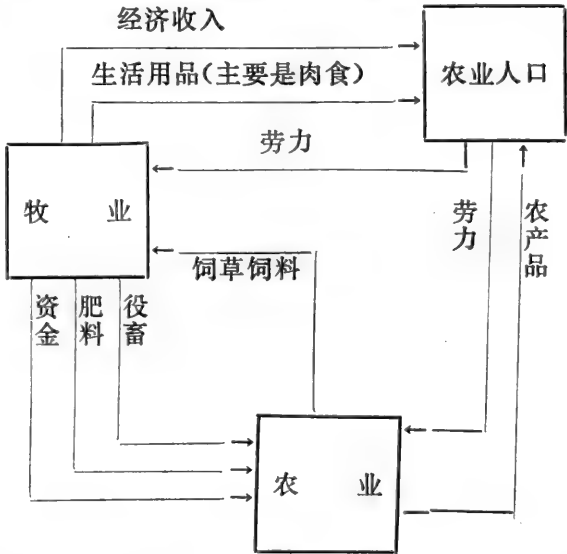 经济收入
生活用品(主要是肉食)
农业人口
劳力
牧 业
劳力
农产品
饲草饲料
资金
肥料
役畜
农 业